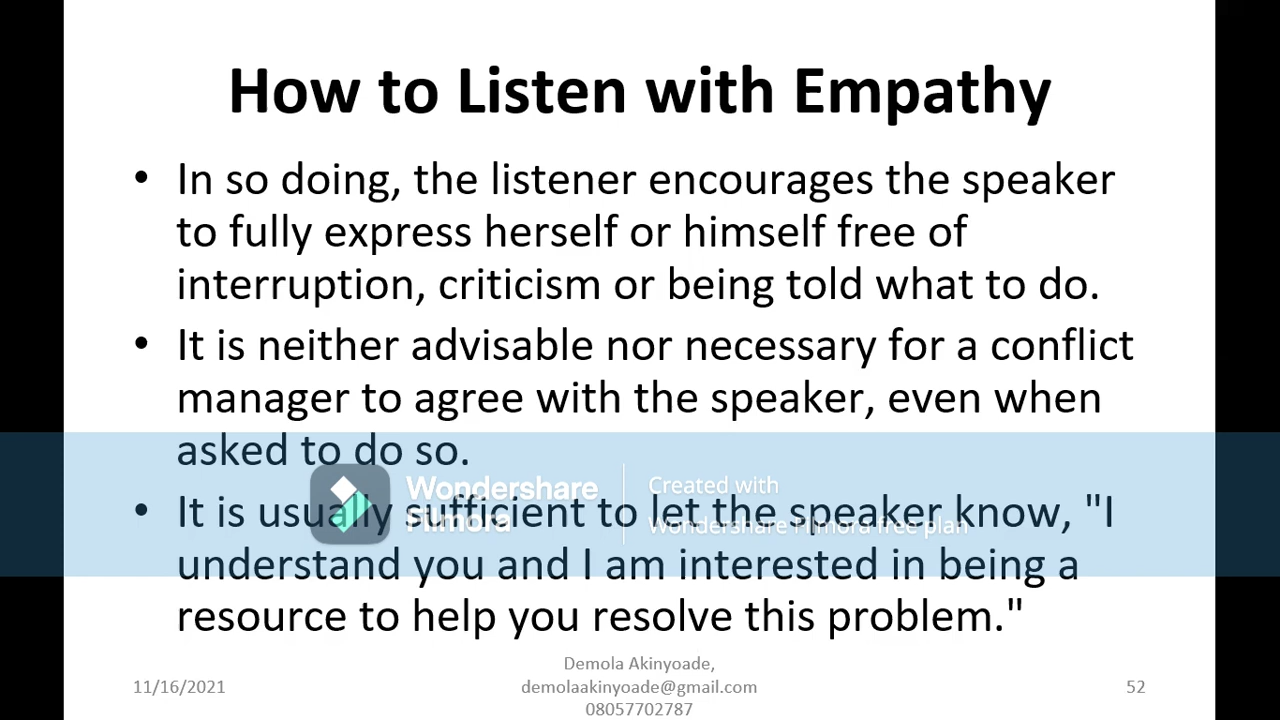 How to Listen with Empathy
• In so doing, the listener encourages the speaker
to fully express herself or himself free of
interruption, criticism or being told what to do.
• It is neither advisable nor necessary for a conflict
manager to agree with the speaker, even when
asked to do so.
Wondershare
Filmora
Created with
Wondershare Filmora free plan
• It is usually sufficient to let the speaker know, "I
understand you and I am interested in being a
resource to help you resolve this problem."
11/16/2021
Demola Akinyoade,
demolaakinyoade@gmail.com
08057702787
52